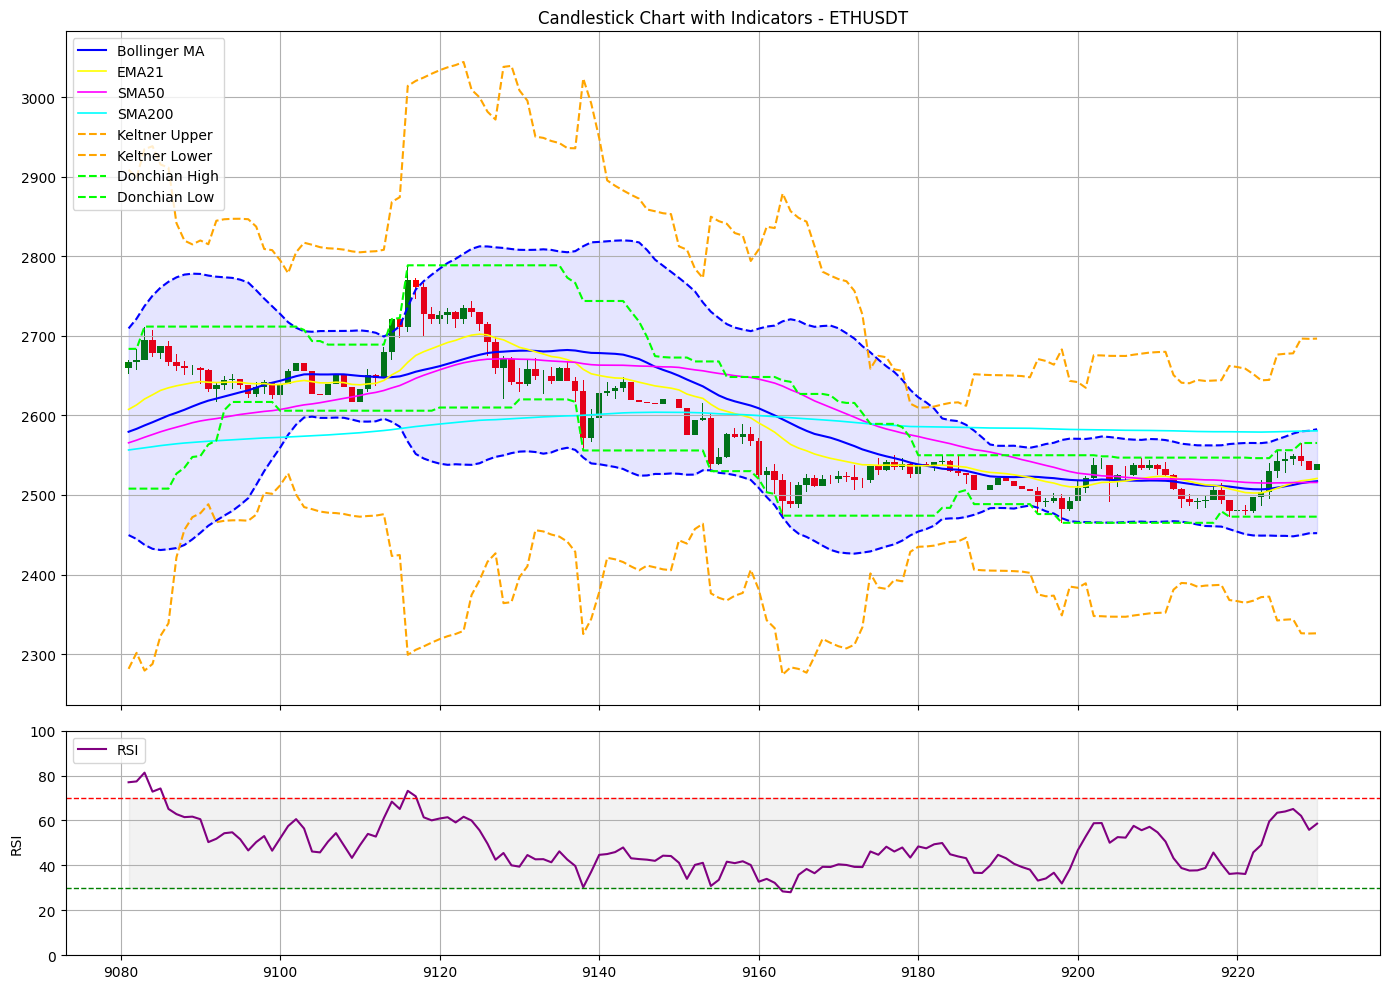 Candlestick Chart with Indicators - ETHUSDT
Bollinger MA
EMA21
SMA50
SMA200
Keltner Upper
Keltner Lower
Donchian High
Donchian Low
3000
2900
2800
2700
2600
2500
2400
2300
RSI
100
80
60
40
20
0
RSI
9080 9100 9120 9140 9160 9180 9200 9220